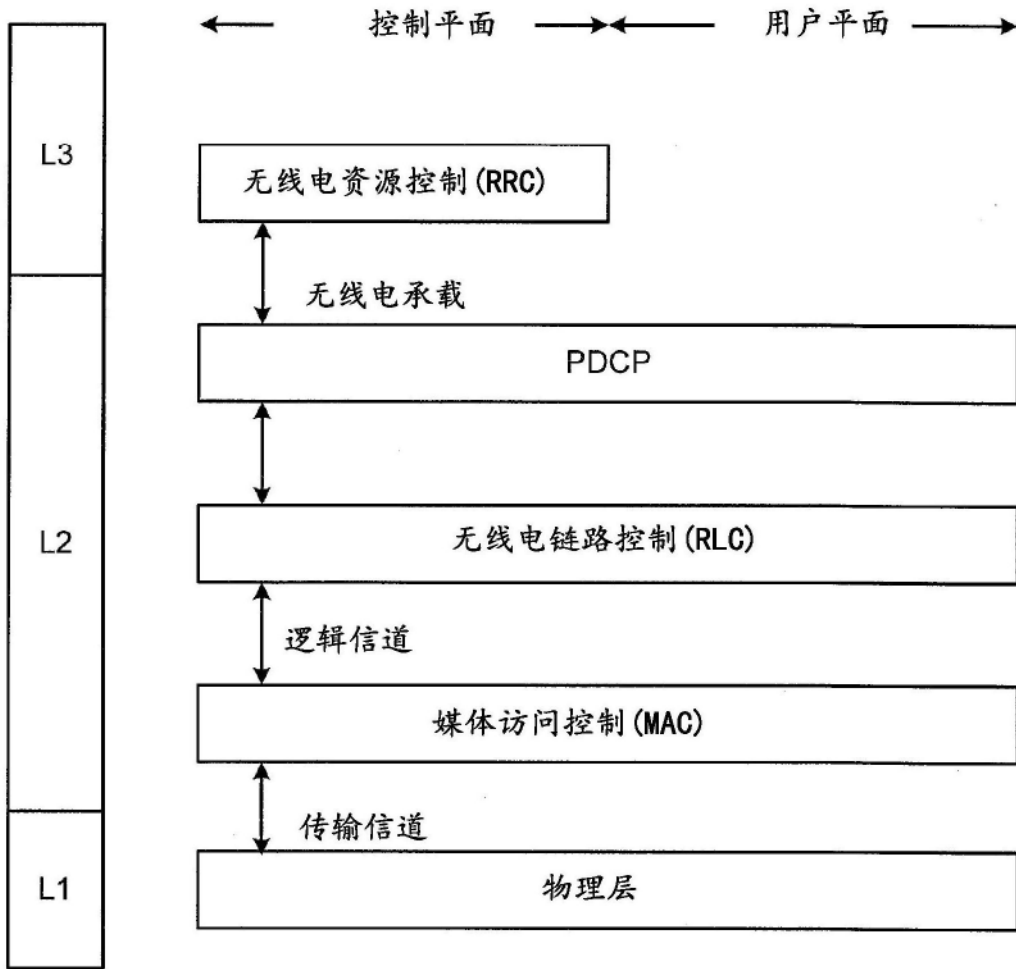 控制平面 用户平面
L3
无线电资源控制(RRC)
无线电承载
PDCP
L2
无线电链路控制(RLC)
逻辑信道
媒体访问控制(MAC)
传输信道
L1
物理层